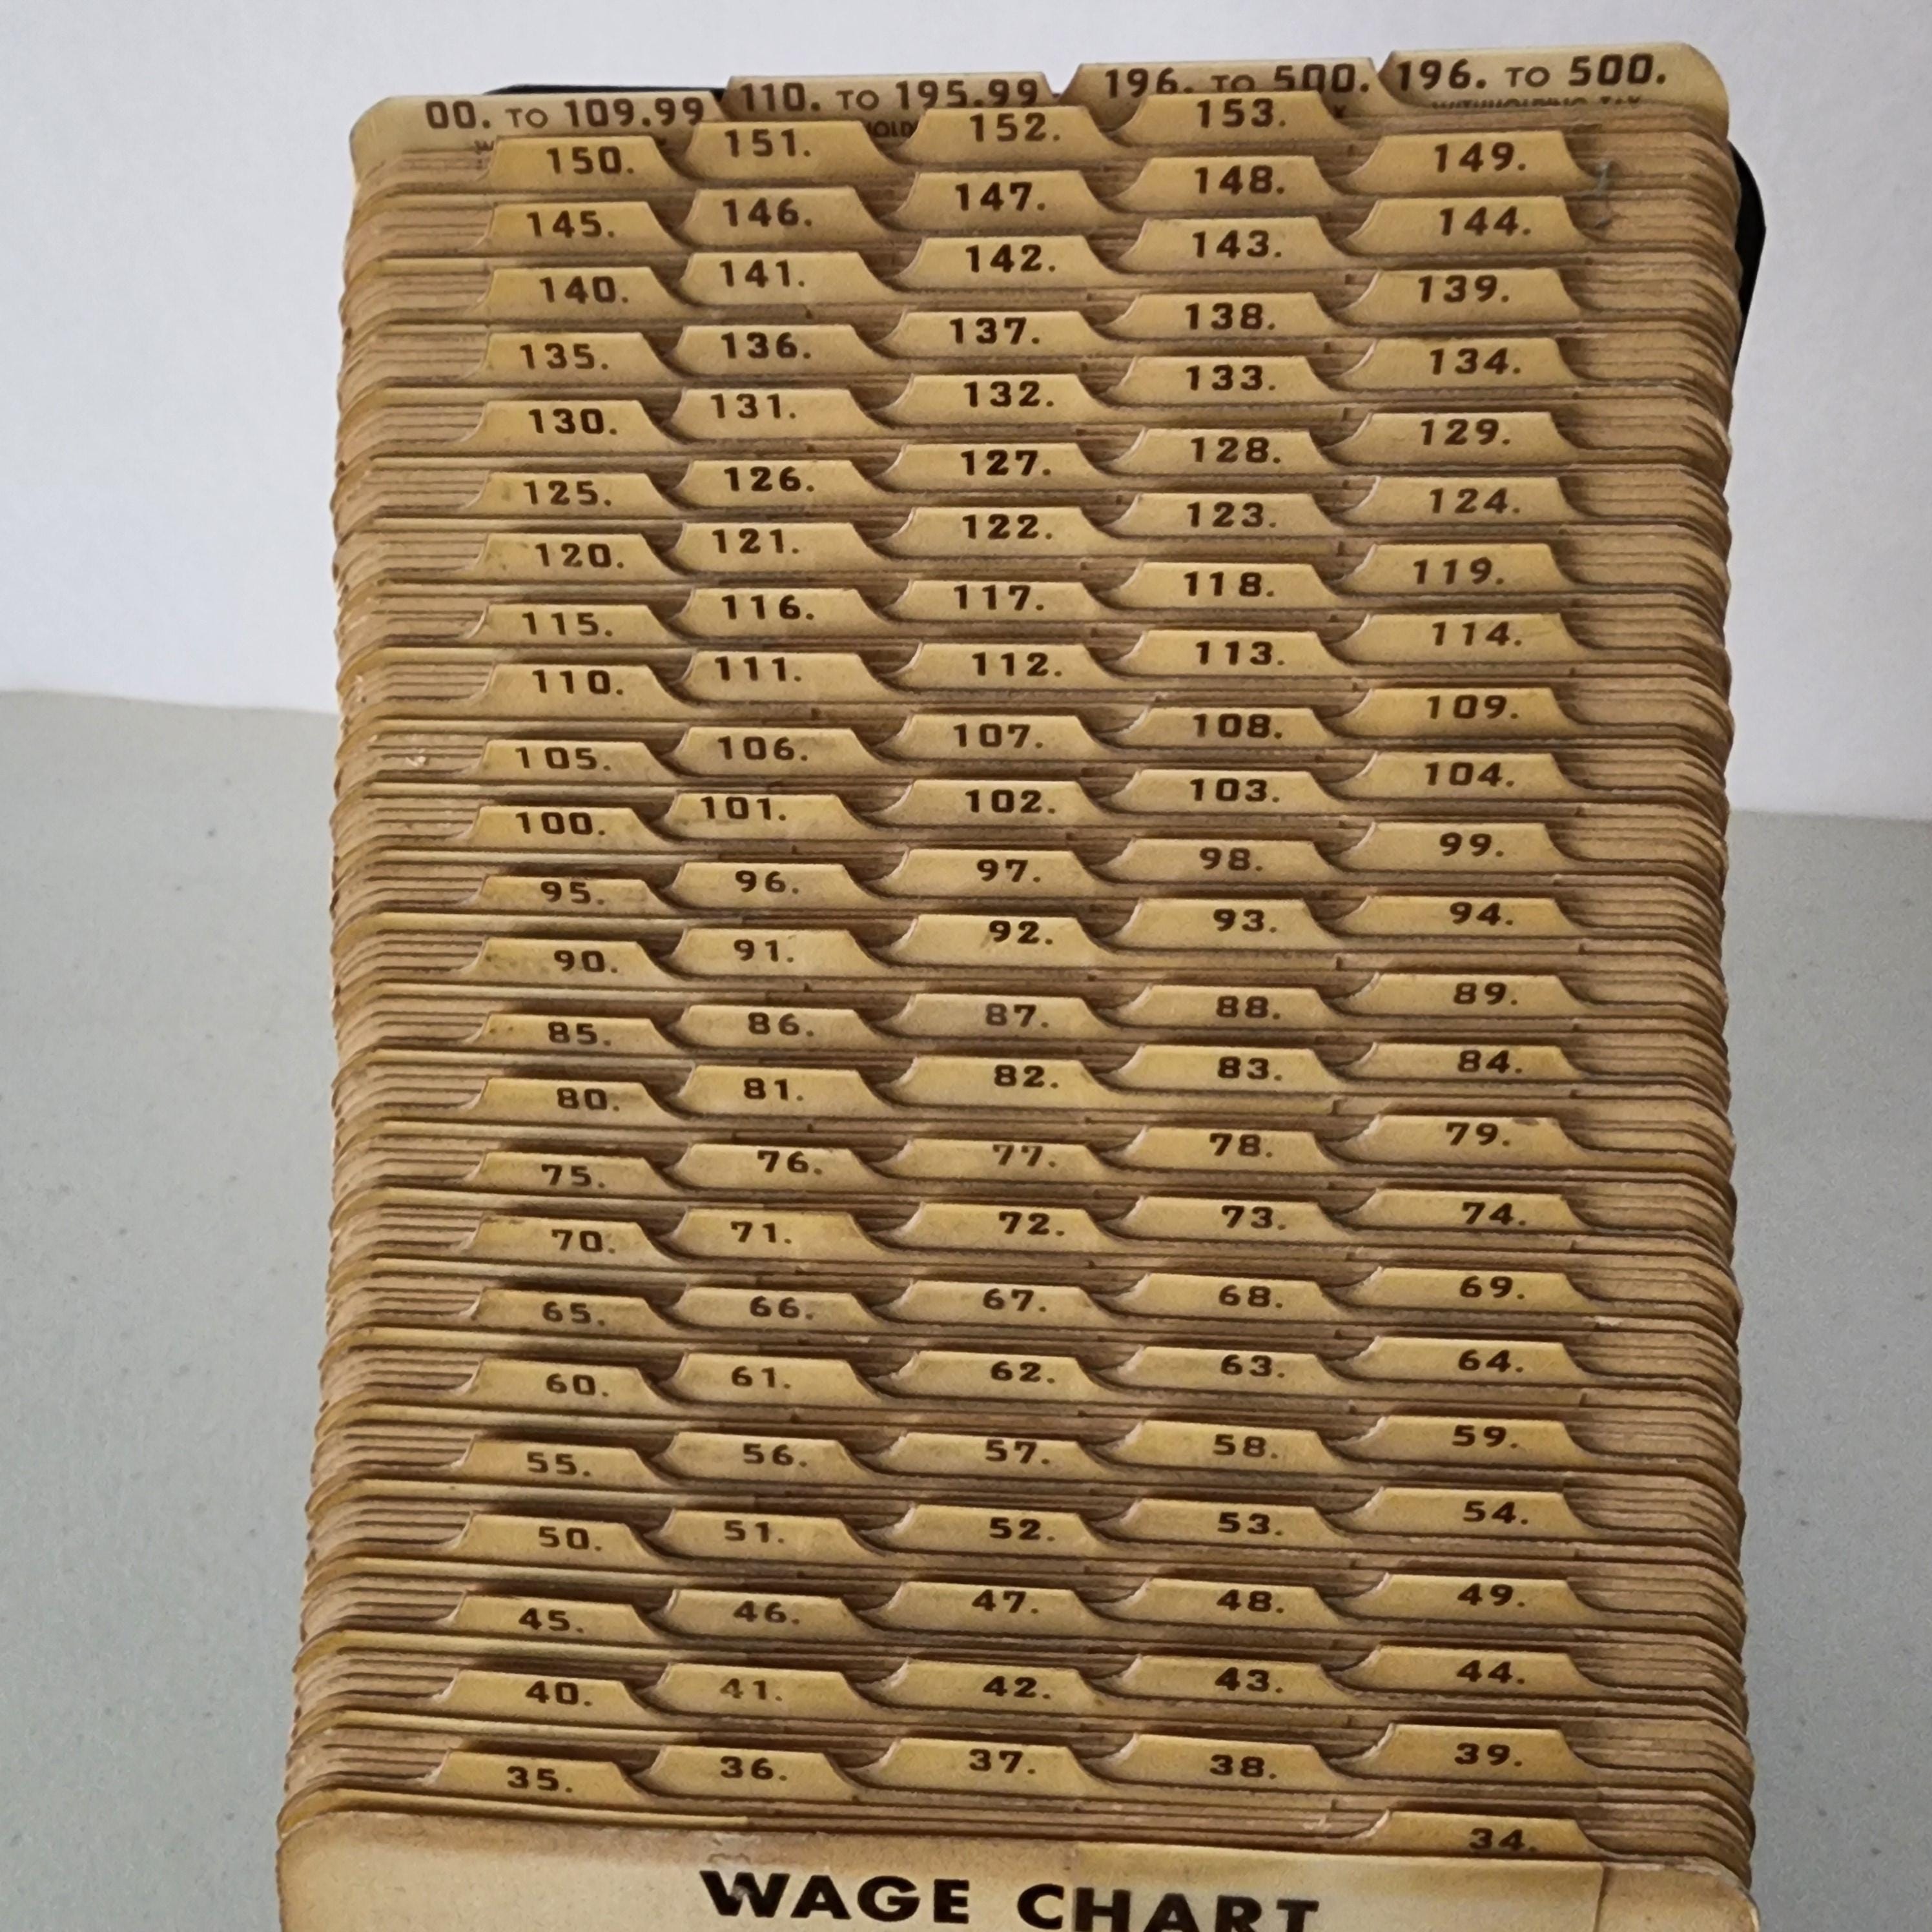 00. TO 109.99 110. TO 195.99 196. TO 500. 196. TO 500.
WITHHOLDING TAX
150. 151. 152. 153.
145. 146. 147. 148. 149.
140. 141. 142. 143. 144.
135. 136. 137. 138. 139.
130. 131. 132. 133. 134.
125. 126. 127. 128. 129.
120. 121. 122. 123. 124.
115. 116. 117. 118. 119.
110. 111. 112. 113. 114.
105. 106. 107. 108. 109.
100. 101. 102. 103. 104.
95. 96. 97. 98. 99.
90. 91. 92. 93. 94.
85. 86. 87. 88. 89.
80. 81. 82. 83. 84.
75. 76. 77. 78. 79.
70. 71. 72. 73. 74.
65. 66. 67. 68. 69.
60. 61. 62. 63. 64.
55. 56. 57. 58. 59.
50. 51. 52. 53. 54.
45. 46. 47. 48. 49.
40. 41. 42. 43. 44.
35. 36. 37. 38. 39.
34.
WAGE CHART